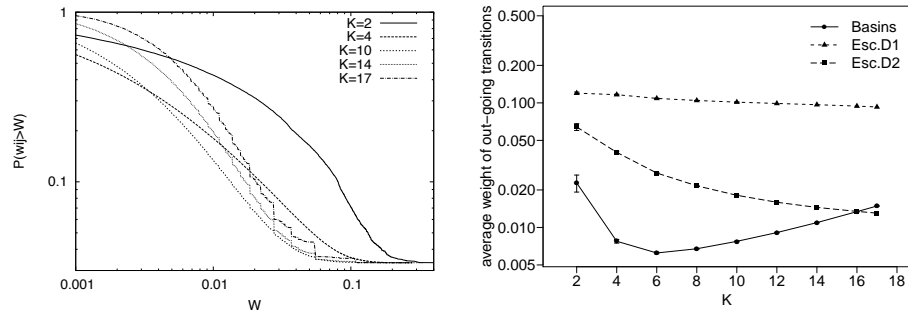 1
0.1
0.001
0.01
0.1
P(wij>W)
W
K=2
K=4
K=10
K=14
K=17
average weight of out−going transitions
0.500
0.200
0.100
0.050
0.020
0.010
0.005
2 4 6 8 10 12 14 16 18
K
Basins
Esc.D1
Esc.D2